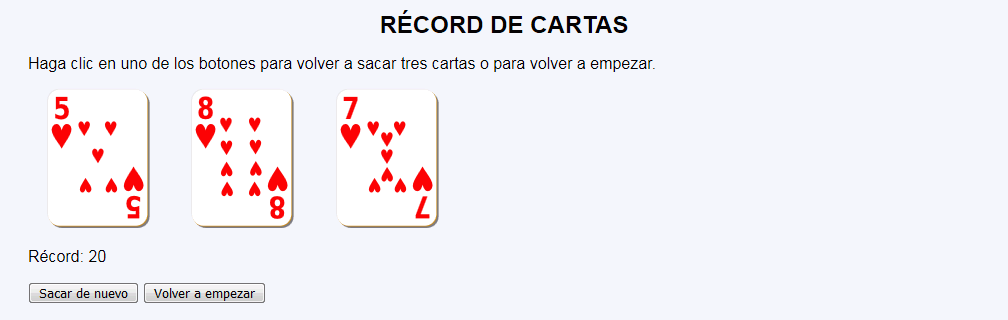 RÉCORD DE CARTAS
Haga clic en uno de los botones para volver a sacar tres cartas o para volver a empezar.
5 8 7
5 8 7
Récord: 20
Sacar de nuevo Volver a empezar